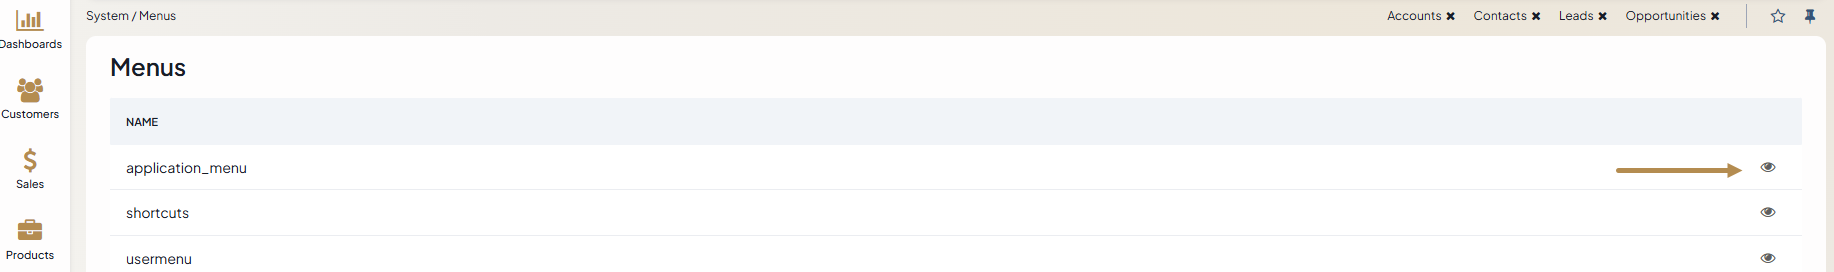 System / Menus
Accounts ✖ Contacts ✖ Leads ✖ Opportunities ✖
Dashboards
Customers
Sales
Products
Menus
NAME
application_menu
shortcuts
usermenu